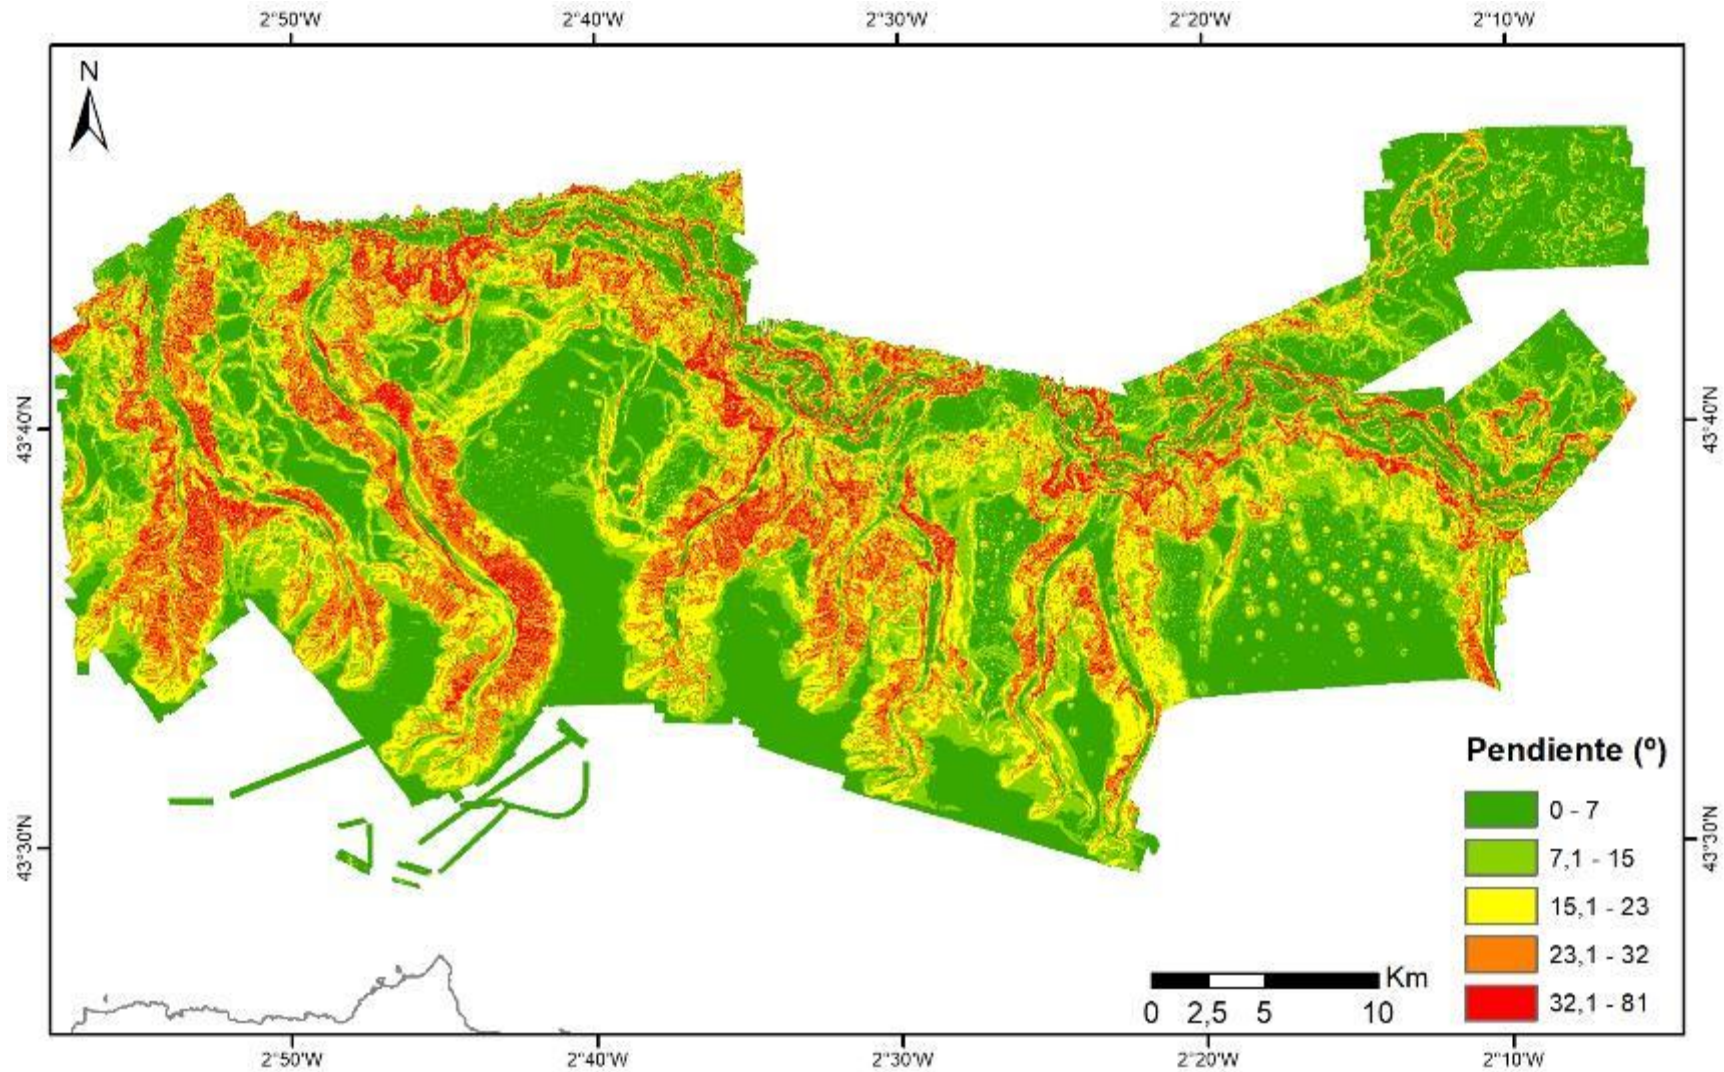 2°50'W 2°40'W 2°30'W 2°20'W 2°10'W
N
43°40'N 43°40'N
Pendiente (º)
0 - 7
7,1 - 15
15,1 - 23
23,1 - 32
32,1 - 81
43°30'N 43°30'N
Km
0 2,5 5 10
2°50'W 2°40'W 2°30'W 2°20'W 2°10'W